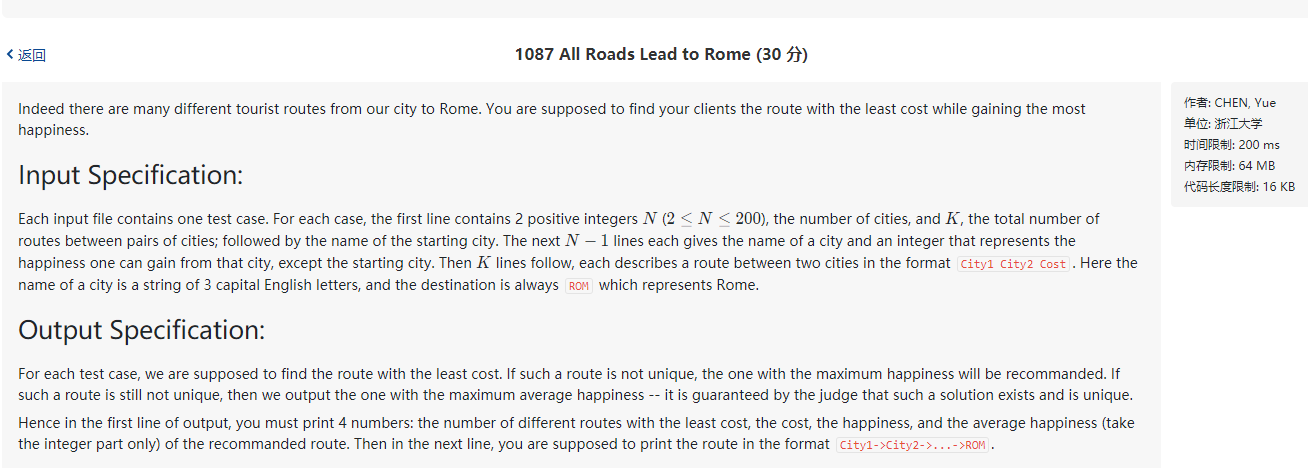 返回
1087 All Roads Lead to Rome (30 分)
Indeed there are many different tourist routes from our city to Rome. You are supposed to find your clients the route with the least cost while gaining the most
happiness.
Input Specification:
Each input file contains one test case. For each case, the first line contains 2 positive integers N (2 ≤ N ≤ 200), the number of cities, and K, the total number of
routes between pairs of cities; followed by the name of the starting city. The next N − 1 lines each gives the name of a city and an integer that represents the
happiness one can gain from that city, except the starting city. Then K lines follow, each describes a route between two cities in the format City1 City2 Cost. Here the
name of a city is a string of 3 capital English letters, and the destination is always ROM which represents Rome.
Output Specification:
For each test case, we are supposed to find the route with the least cost. If such a route is not unique, the one with the maximum happiness will be recommanded. If
such a route is still not unique, then we output the one with the maximum average happiness -- it is guaranteed by the judge that such a solution exists and is unique.
Hence in the first line of output, you must print 4 numbers: the number of different routes with the least cost, the cost, the happiness, and the average happiness (take
the integer part only) of the recommanded route. Then in the next line, you are supposed to print the route in the format City1->City2->...->ROM.
作者: CHEN, Yue
单位: 浙江大学
时间限制: 200 ms
内存限制: 64 MB
代码长度限制: 16 KB